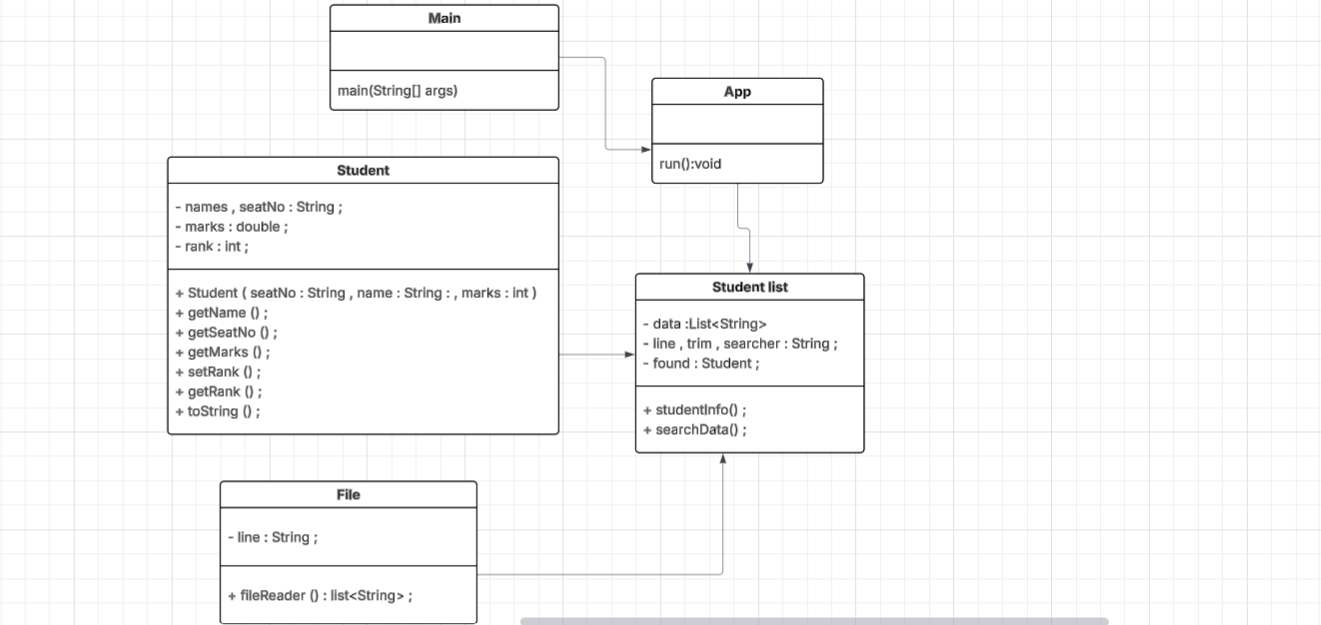 Main
main(String[] args)
App
run():void
Student
- names , seatNo : String ;
- marks : double ;
- rank : int ;
+ Student ( seatNo : String , name : String : , marks : int )
+ getName () ;
+ getSeatNo () ;
+ getMarks () ;
+ setRank () ;
+ getRank () ;
+ toString () ;
Student list
- data :List<String>
- line , trim , searcher : String ;
- found : Student ;
+ studentInfo() ;
+ searchData() ;
File
- line : String ;
+ fileReader () : list<String> ;